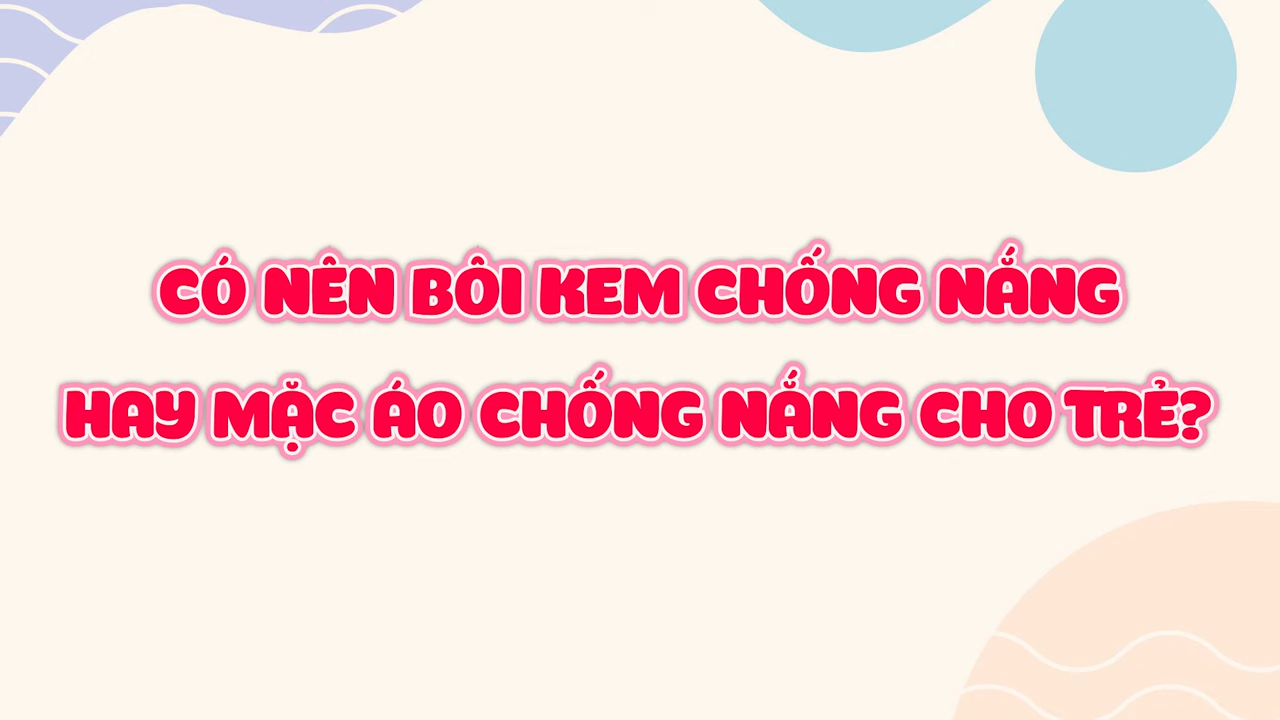 CÓ NÊN BÔI KEM CHỐNG NẮNG
HAY MẶC ÁO CHỐNG NẮNG CHO TRẺ?